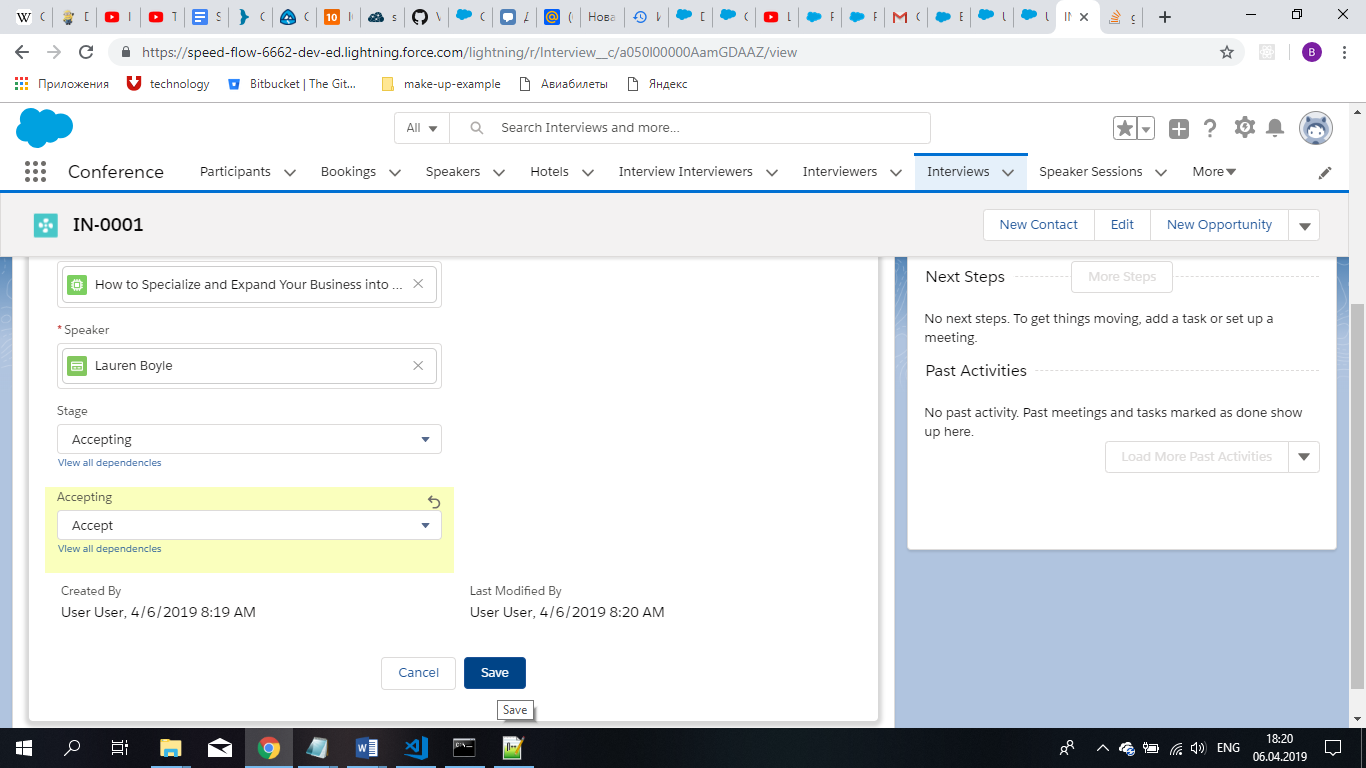 https://speed-flow-6662-dev-ed.lightning.force.com/lightning/r/Interview__c/a050I00000AamGDAAZ/view
Приложения technology Bitbucket | The Git... make-up-example Авиабилеты Яндекс
All Search Interviews and more...
Conference Participants Bookings Speakers Hotels Interview Interviewers Interviewers Interviews Speaker Sessions More
IN-0001 New Contact Edit New Opportunity
How to Specialize and Expand Your Business into ...
* Speaker
Lauren Boyle
Stage
Accepting
View all dependencies
Accepting
Accept
View all dependencies
Created By
User User, 4/6/2019 8:19 AM
Last Modified By
User User, 4/6/2019 8:20 AM
Cancel Save
Save
Next Steps More Steps
No next steps. To get things moving, add a task or set up a
meeting.
Past Activities
No past activity. Past meetings and tasks marked as done show
up here.
Load More Past Activities
ENG
18:20
06.04.2019